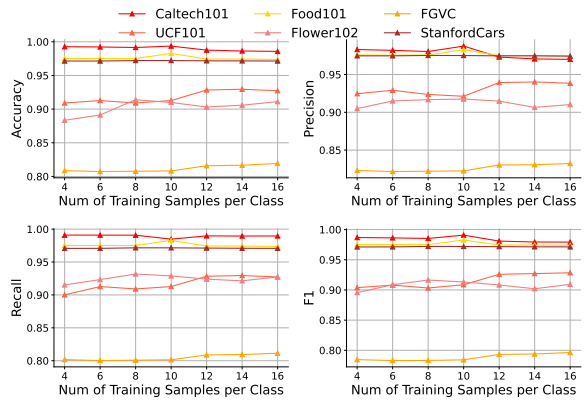 Caltech101 Food101 FGVC
UCF101 Flower102 StanfordCars
1.00
0.95
0.90
0.85
0.80
Accuracy
4 6 8 10 12 14 16
Num of Training Samples per Class
0.95
0.90
0.85
Precision
4 6 8 10 12 14 16
Num of Training Samples per Class
1.00
0.95
0.90
0.85
0.80
Recall
4 6 8 10 12 14 16
Num of Training Samples per Class
1.00
0.95
0.90
0.85
0.80
F1
4 6 8 10 12 14 16
Num of Training Samples per Class